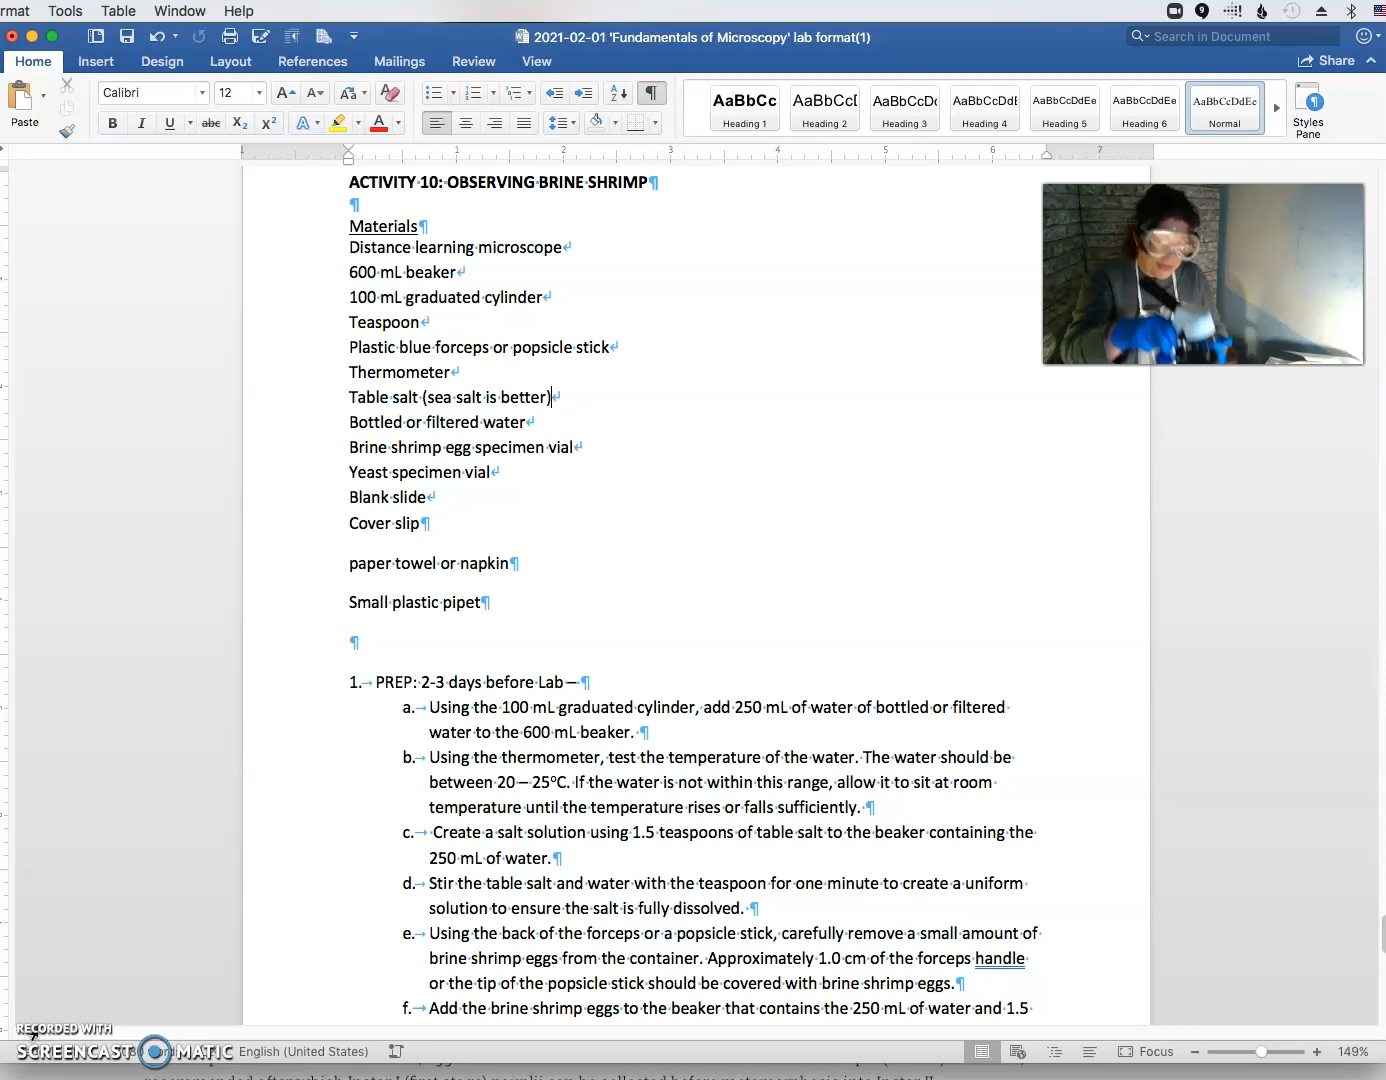 rmat Tools Table Window Help
2021-02-01 'Fundamentals of Microscopy' lab format(1)
Search in Document
Home Insert Design Layout References Mailings Review View
Share
Paste
Calibri 12
AaBbCc AaBbCcD AaBbCcDc AaBbCcDdE AaBbCcDdEe AaBbCcDdEe AaBbCcDdEe
Heading 1 Heading 2 Heading 3 Heading 4 Heading 5 Heading 6 Normal
Styles
Pane
1 1 2 3 4 5 6 7
ACTIVITY 10: OBSERVING BRINE SHRIMP
Materials
Distance learning microscope
600 mL beaker
100 mL graduated cylinder
Teaspoon
Plastic blue forceps or popsicle stick
Thermometer
Table salt (sea salt is better)
Bottled or filtered water
Brine shrimp egg specimen vial
Yeast specimen vial
Blank slide
Cover slip
paper towel or napkin
Small plastic pipet
1. PREP: 2-3 days before Lab –
a. Using the 100 mL graduated cylinder, add 250 mL of water of bottled or filtered
water to the 600 mL beaker.
b. Using the thermometer, test the temperature of the water. The water should be
between 20 – 25°C. If the water is not within this range, allow it to sit at room
temperature until the temperature rises or falls sufficiently.
c. Create a salt solution using 1.5 teaspoons of table salt to the beaker containing the
250 mL of water.
d. Stir the table salt and water with the teaspoon for one minute to create a uniform
solution to ensure the salt is fully dissolved.
e. Using the back of the forceps or a popsicle stick, carefully remove a small amount of
brine shrimp eggs from the container. Approximately 1.0 cm of the forceps handle
or the tip of the popsicle stick should be covered with brine shrimp eggs.
f. Add the brine shrimp eggs to the beaker that contains the 250 mL of water and 1.5
RECORDED WITH
SCREENCAST MATIC
English (United States)
Focus
149%